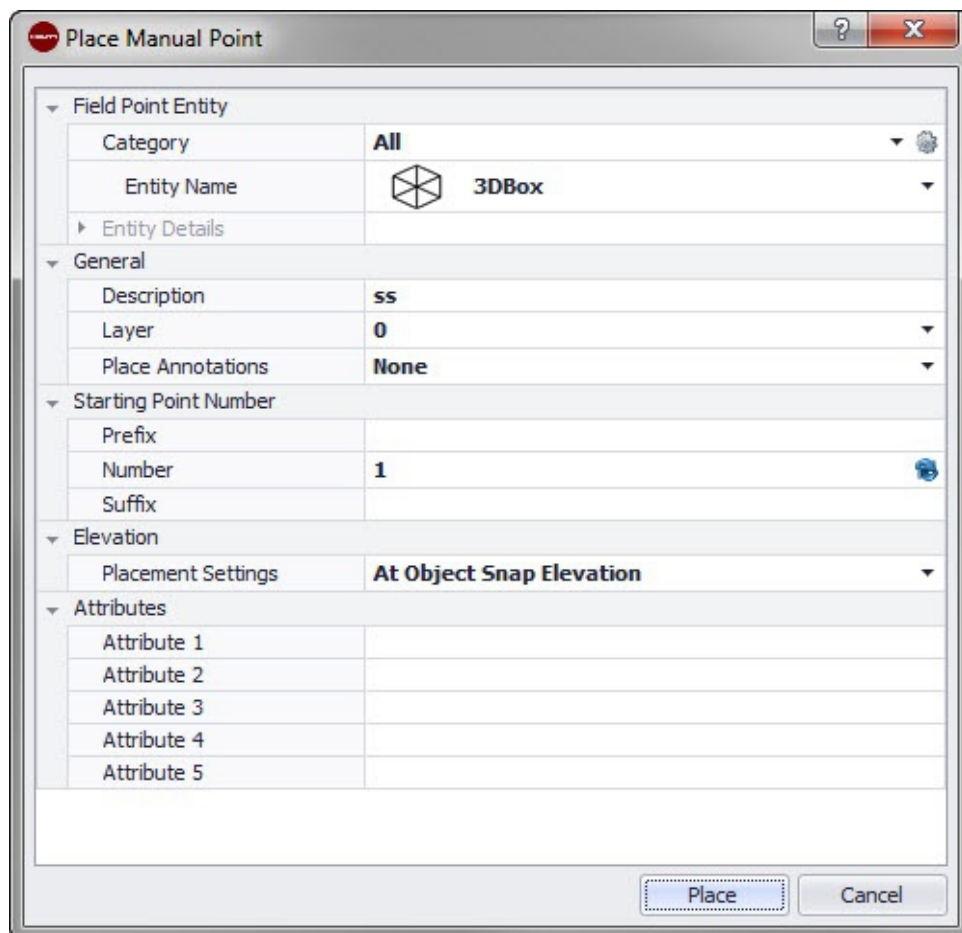 Place Manual Point
Field Point Entity
Category All
Entity Name 3DBox
Entity Details
General
Description ss
Layer 0
Place Annotations None
Starting Point Number
Prefix
Number 1
Suffix
Elevation
Placement Settings At Object Snap Elevation
Attributes
Attribute 1
Attribute 2
Attribute 3
Attribute 4
Attribute 5
Place Cancel